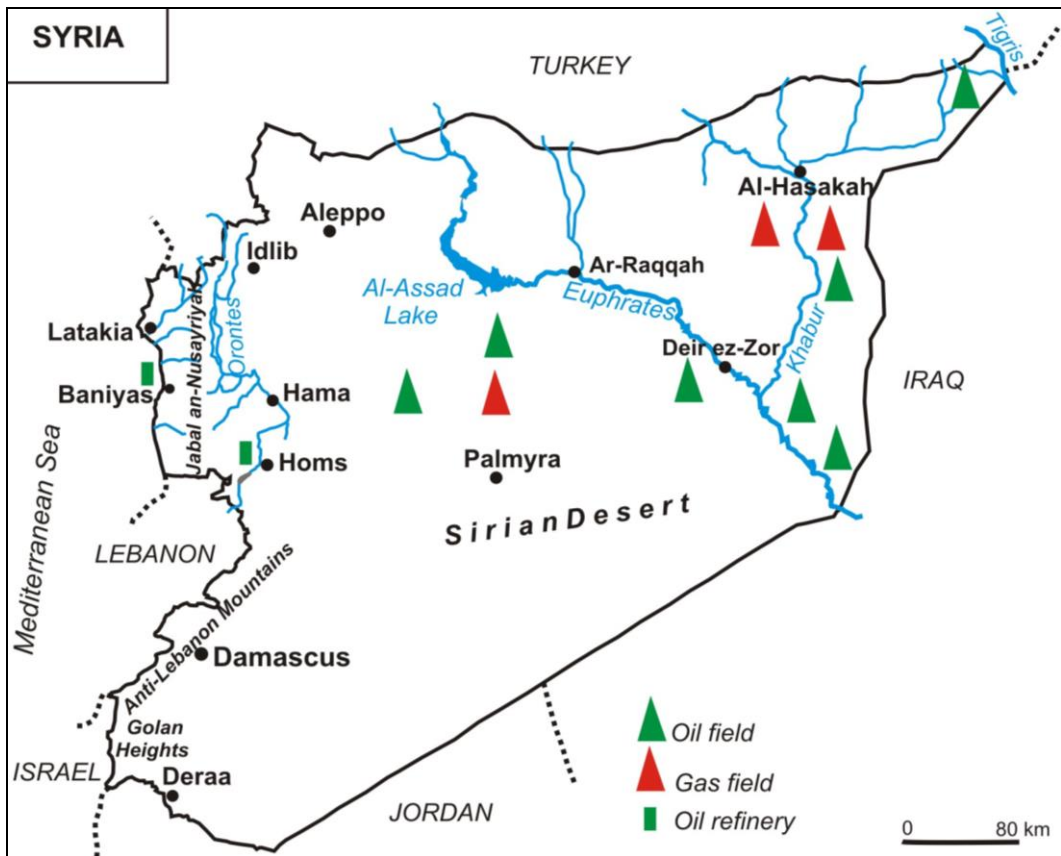 SYRIA
Tigris
TURKEY
Al-Hasakah
Aleppo
Idlib
Ar-Raqqah
Al-Assad
Lake
Euphrates
Khabur
Latakia
Jabal an-Nusayriyah
Orontes
Deir ez-Zor
IRAQ
Baniyas
Hama
Mediterranean Sea
Homs
Palmyra
Sirian Desert
LEBANON
Anti-Lebanon Mountains
Damascus
Golan
Heights
ISRAEL
Deraa
JORDAN
Oil field
Gas field
Oil refinery
0 80 km